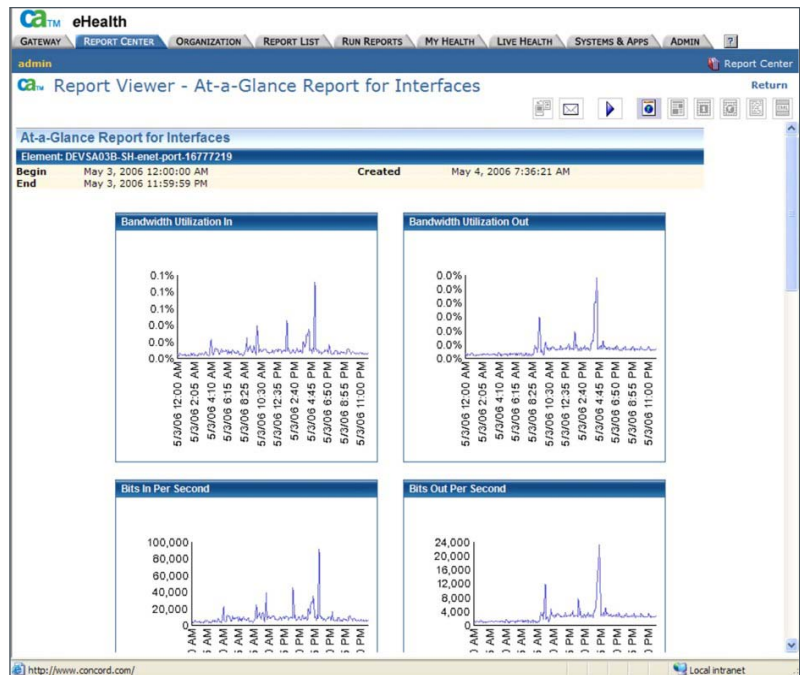 ca TM eHealth
GATEWAY REPORT CENTER ORGANIZATION REPORT LIST RUN REPORTS MY HEALTH LIVE HEALTH SYSTEMS & APPS ADMIN ?
admin Report Center
ca TM Report Viewer - At-a-Glance Report for Interfaces Return
At-a-Glance Report for Interfaces
Element: DEVSA03B-SH-enet-port-16777219
Begin May 3, 2006 12:00:00 AM Created May 4, 2006 7:36:21 AM
End May 3, 2006 11:59:59 PM
Bandwidth Utilization In
0.1%
0.1%
0.1%
0.0%
0.0%
0.0%
5/3/06 12:00 AM
5/3/06 2:05 AM
5/3/06 4:10 AM
5/3/06 6:15 AM
5/3/06 8:25 AM
5/3/06 10:30 AM
5/3/06 12:35 PM
5/3/06 2:40 PM
5/3/06 4:45 PM
5/3/06 6:50 PM
5/3/06 8:55 PM
5/3/06 11:00 PM
Bandwidth Utilization Out
0.0%
0.0%
0.0%
0.0%
0.0%
0.0%
0.0%
5/3/06 12:00 AM
5/3/06 2:05 AM
5/3/06 4:10 AM
5/3/06 6:15 AM
5/3/06 8:25 AM
5/3/06 10:30 AM
5/3/06 12:35 PM
5/3/06 2:40 PM
5/3/06 4:45 PM
5/3/06 6:50 PM
5/3/06 8:55 PM
5/3/06 11:00 PM
Bits In Per Second
100,000
80,000
60,000
40,000
20,000
0
Bits Out Per Second
24,000
20,000
16,000
12,000
8,000
4,000
0
http://www.concord.com/ Local intranet